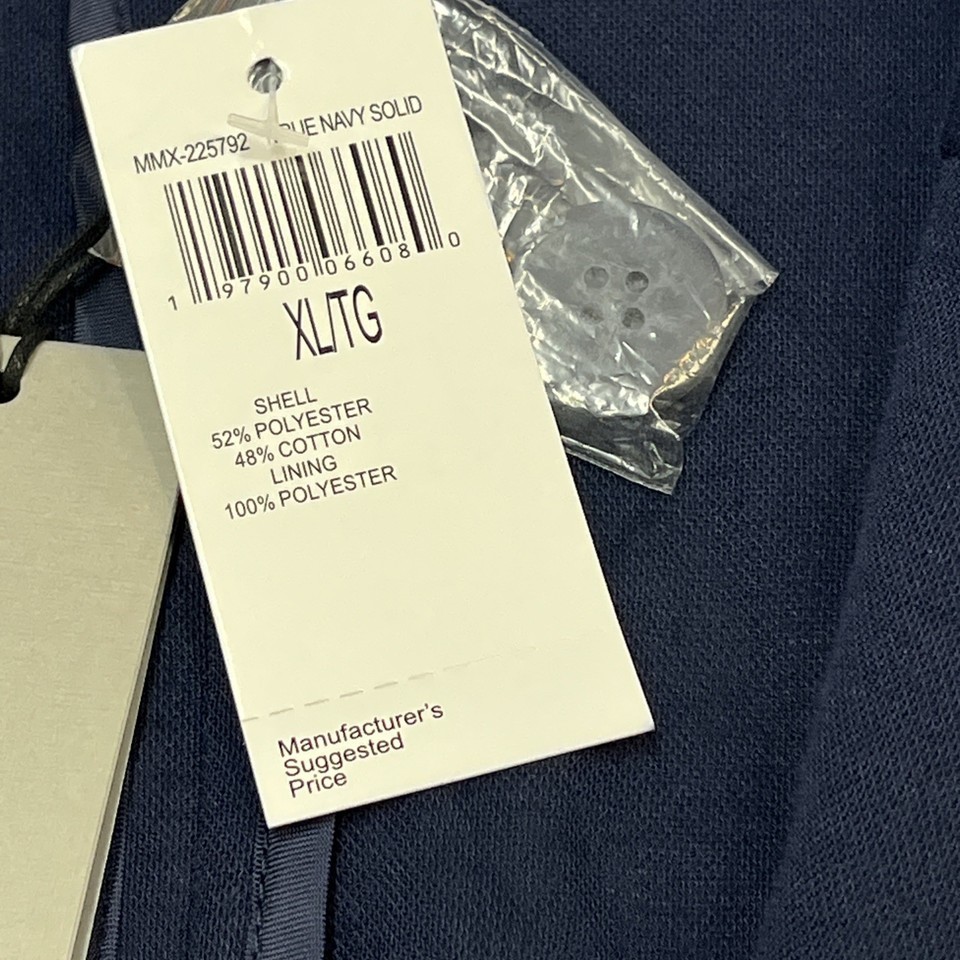 MMX-225792 NAVY SOLID
1 97900 06608 0
XL/TG
SHELL
52% POLYESTER
48% COTTON
LINING
100% POLYESTER
Manufacturer's
Suggested
Price